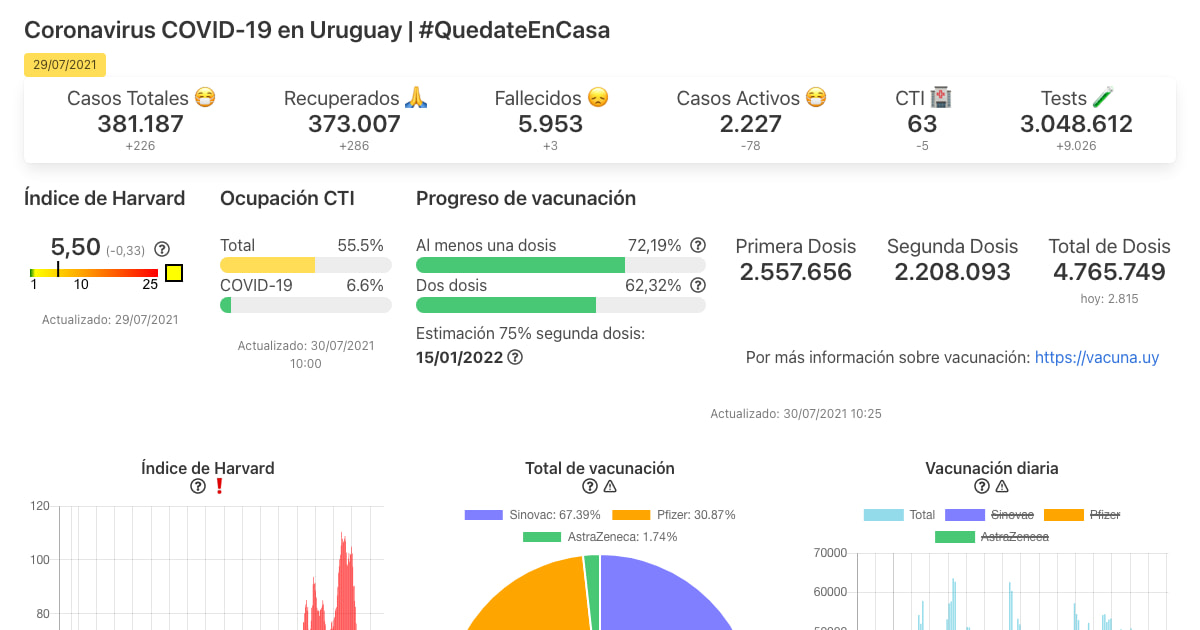 Coronavirus COVID-19 en Uruguay | #QuedateEnCasa
29/07/2021
Casos Totales 😷 Recuperados 🙏 Fallecidos 😞 Casos Activos 😷 CTI 🏥 Tests 🧪
381.187 373.007 5.953 2.227 63 3.048.612
+226 +286 +3 -78 -5 +9.026
Índice de Harvard Ocupación CTI Progreso de vacunación
5,50 (-0,33) ?
1 10 25
Actualizado: 29/07/2021
Total 55.5%
COVID-19 6.6%
Actualizado: 30/07/2021
10:00
Al menos una dosis 72,19% ?
Dos dosis 62,32% ?
Estimación 75% segunda dosis:
15/01/2022 ?
Primera Dosis Segunda Dosis Total de Dosis
2.557.656 2.208.093 4.765.749
hoy: 2.815
Por más información sobre vacunación: https://vacuna.uy
Actualizado: 30/07/2021 10:25
Índice de Harvard
? ❗
120
100
80
Total de vacunación
? ⚠
Sinovac: 67.39% Pfizer: 30.87%
AstraZeneca: 1.74%
Vacunación diaria
? ⚠
Total Sinovac Pfizer
AstraZeneca
70000
60000
50000